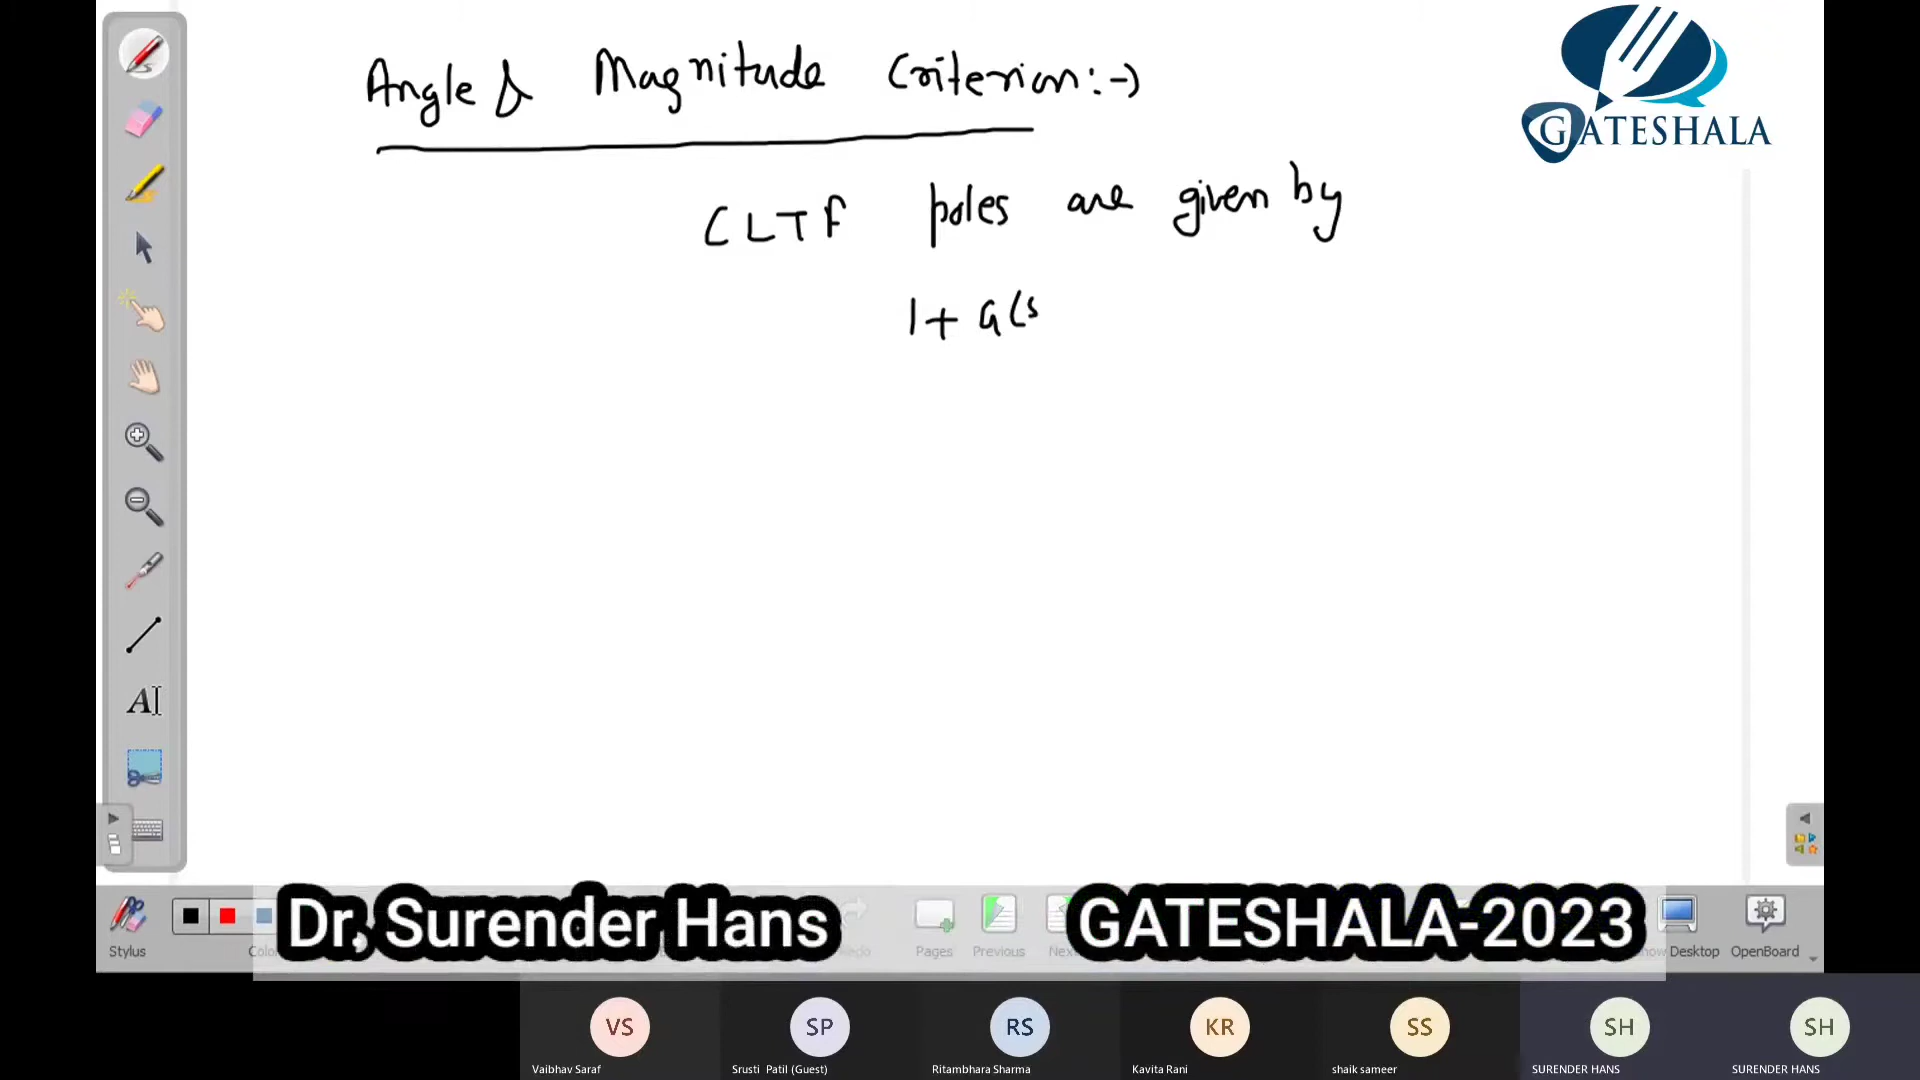 Angle & Magnitude Criterion:→
GATESHALA
CLTF poles are given by
1+ G(s
Stylus
Dr, Surender Hans
Pages
Previous
Next
GATESHALA-2023
Show Desktop
OpenBoard
VS
SP
RS
KR
SS
SH
SH
Vaibhav Saraf
Srusti Patil (Guest)
Ritambhara Sharma
Kavita Rani
shaik sameer
SURENDER HANS
SURENDER HANS